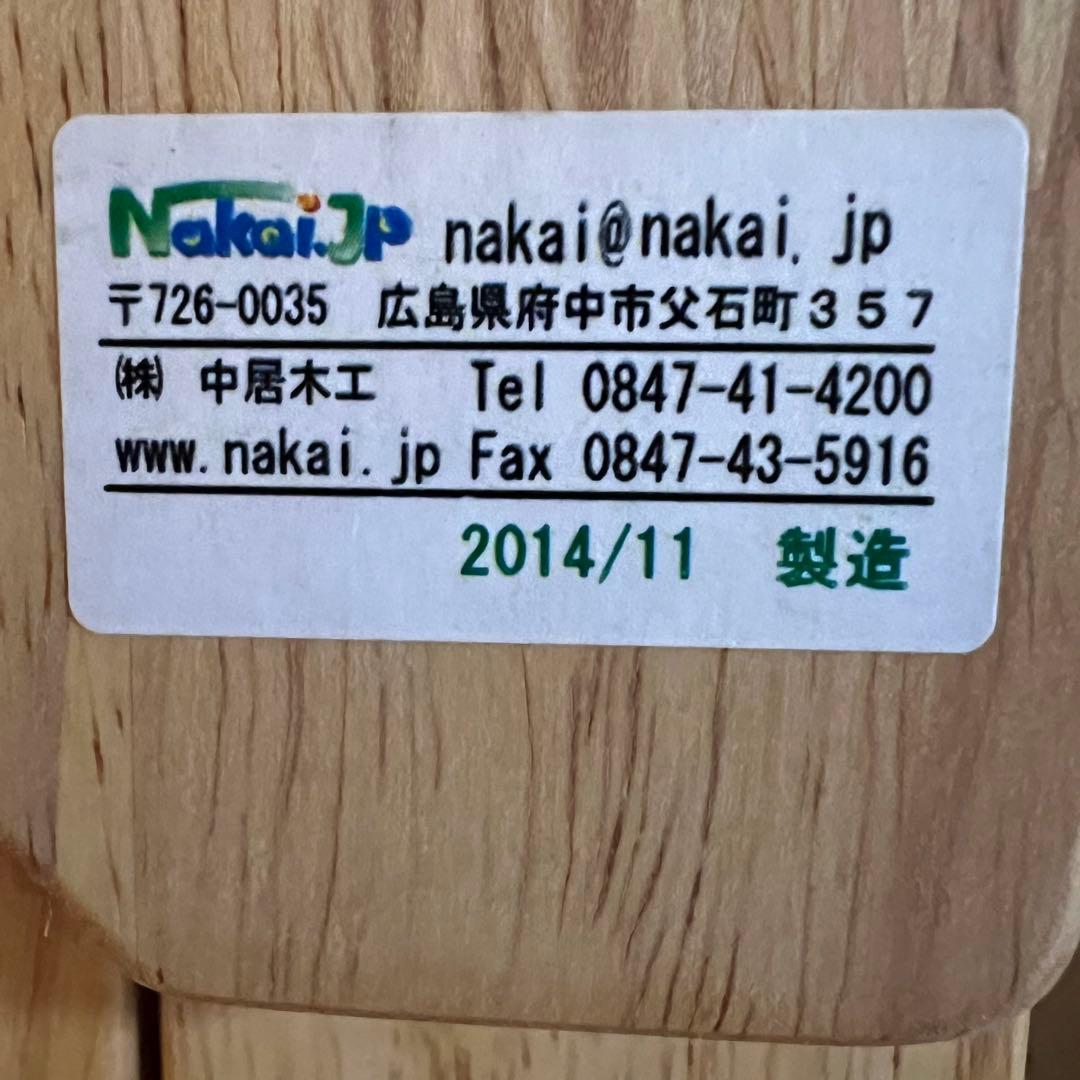 Nakai.Jp nakai@nakai.jp
〒726-0035 広島県府中市父石町３５７
㈱ 中居木工 Tel 0847-41-4200
www.nakai.jp Fax 0847-43-5916
2014/11 製造